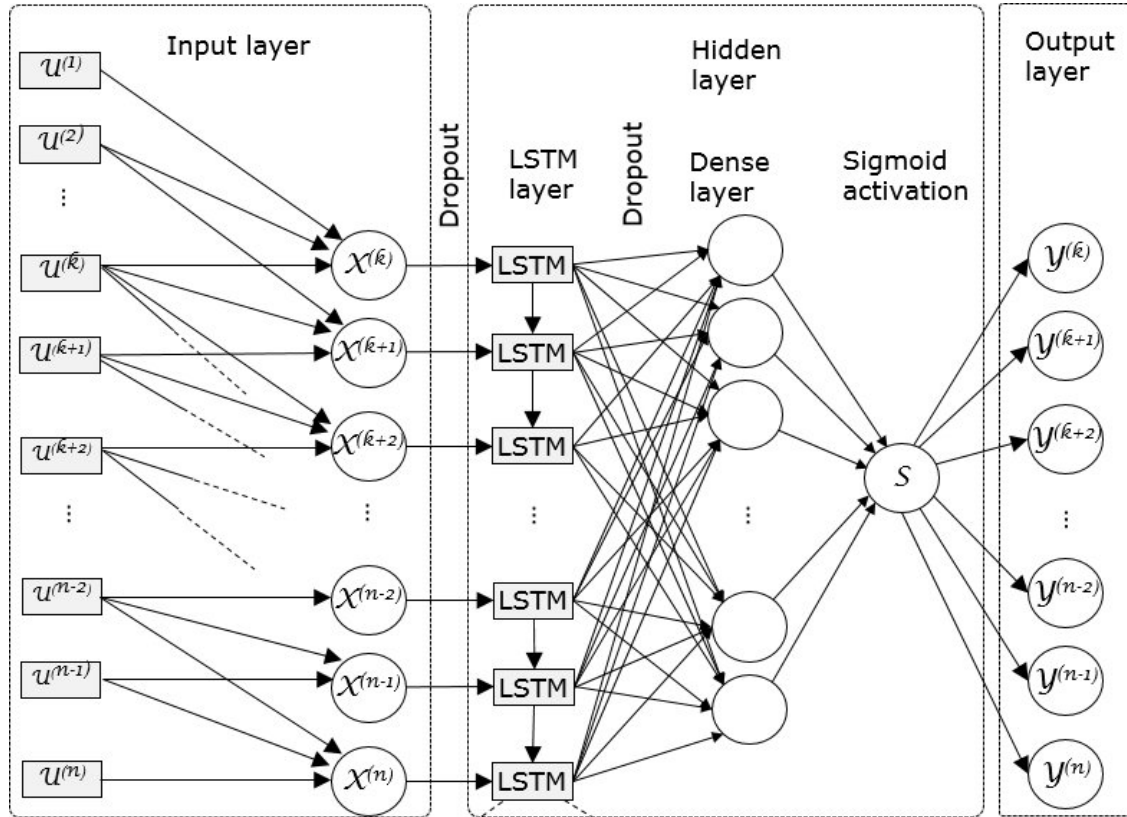 Input layer
Hidden
layer
Output
layer
Dropout
LSTM
layer
Dropout
Dense
layer
Sigmoid
activation
U(1)
U(2)
⋮
U(k)
U(k+1)
U(k+2)
⋮
U(n-2)
U(n-1)
U(n)
X(k)
X(k+1)
X(k+2)
⋮
X(n-2)
X(n-1)
X(n)
LSTM
LSTM
LSTM
⋮
LSTM
LSTM
LSTM
⋮
S
Y(k)
Y(k+1)
Y(k+2)
⋮
Y(n-2)
Y(n-1)
Y(n)